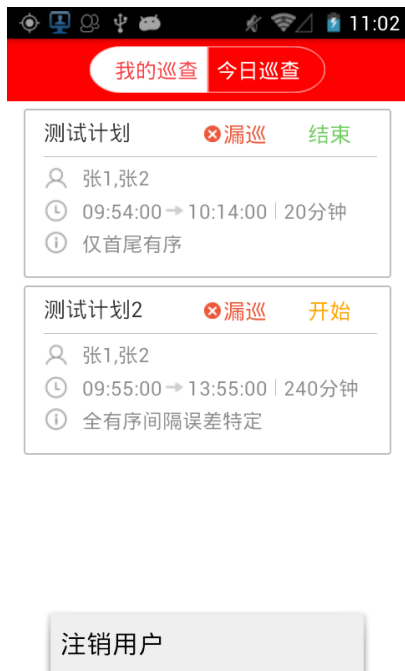 11:02
我的巡查 今日巡查
测试计划 漏巡 结束
张1,张2
09:54:00 10:14:00 20分钟
仅首尾有序
测试计划2 漏巡 开始
张1,张2
09:55:00 13:55:00 240分钟
全有序间隔误差特定
注销用户